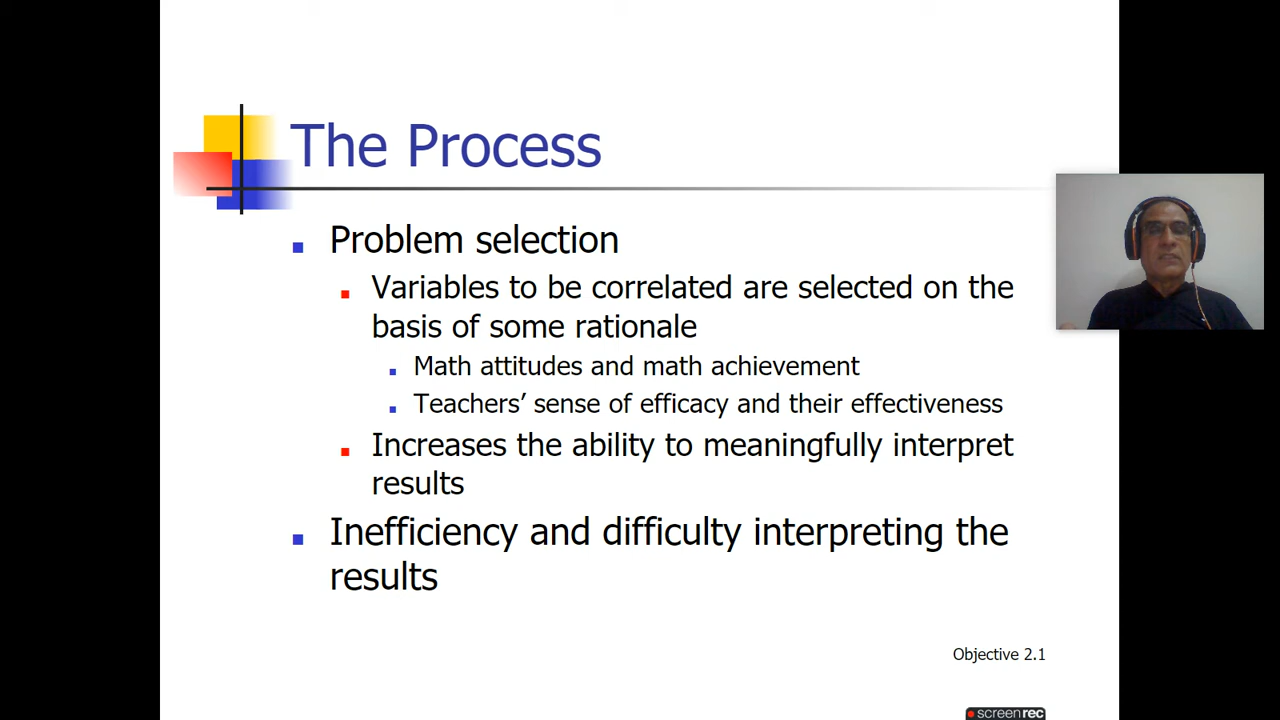 The Process
Problem selection
Variables to be correlated are selected on the
basis of some rationale
Math attitudes and math achievement
Teachers’ sense of efficacy and their effectiveness
Increases the ability to meaningfully interpret
results
Inefficiency and difficulty interpreting the
results
Objective 2.1
screenrec